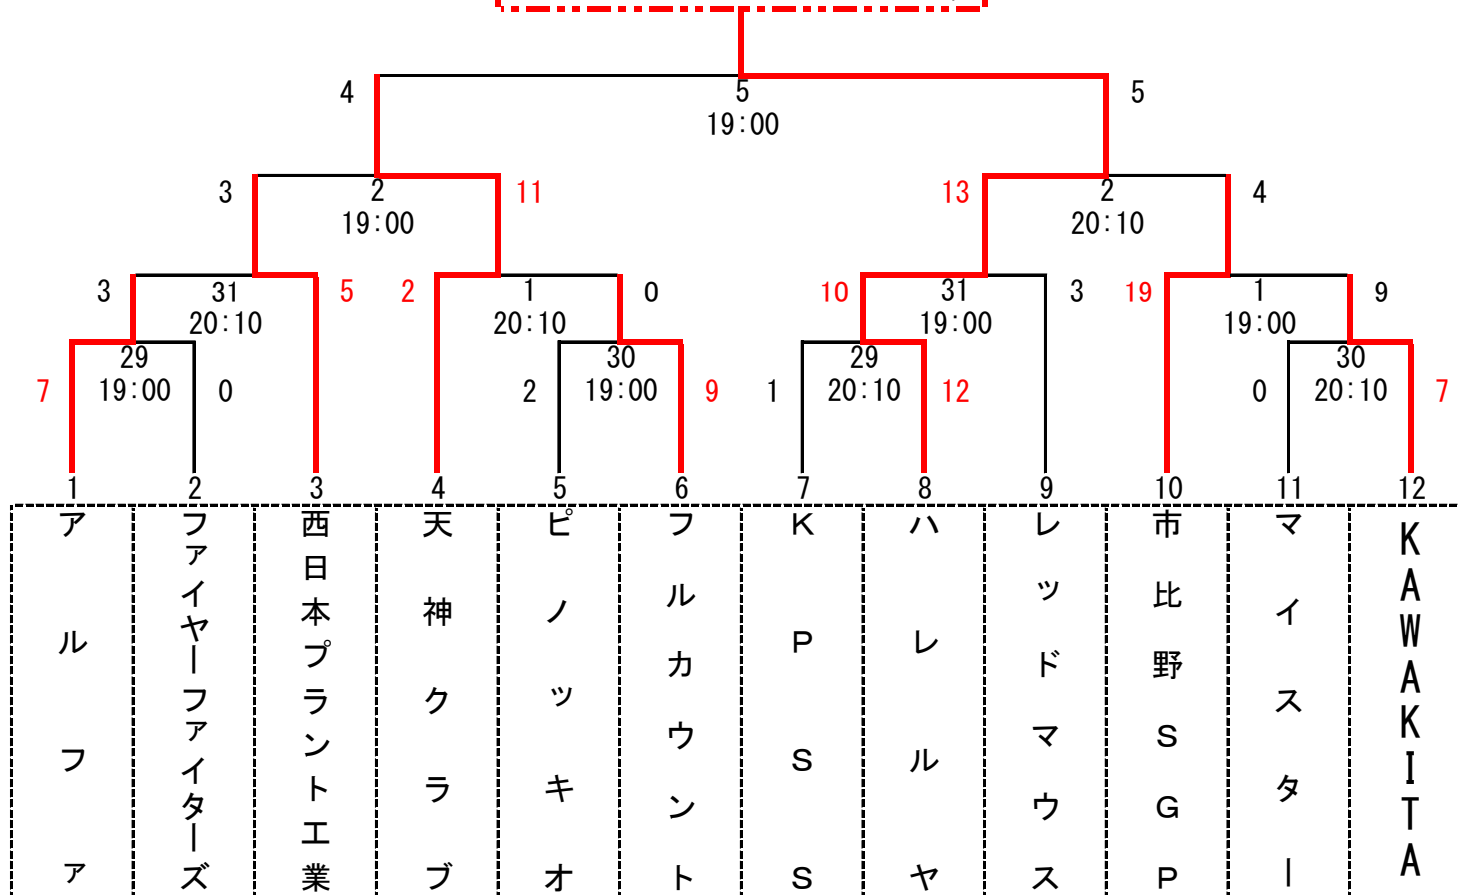 4 5 5
19:00
3 2 11 13 2 4
19:00 20:10
3 31 5 2 1 0 10 31 3 19 1 9
20:10 20:10 19:00 19:00
29 30 29 30
7 19:00 0 2 19:00 9 1 20:10 12 0 20:10 7
1 2 3 4 5 6 7 8 9 10 11 12
アルファ
ファイヤーファイターズ
西日本プラント工業
天神クラブ
ピノッキオ
フルカウント
KPSS
ハレルヤ
レッドマウス
市比野SGP
マイスター
KAWAKITA